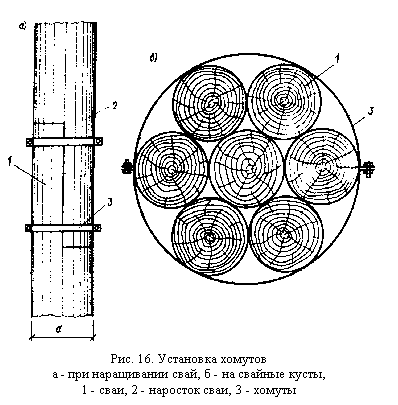 а)
2
1
3
d
б)
1
3
Рис. 16. Установка хомутов
а - при наращивании свай, б - на свайные кусты,
1 - сваи, 2 - наросток сваи, 3 - хомуты